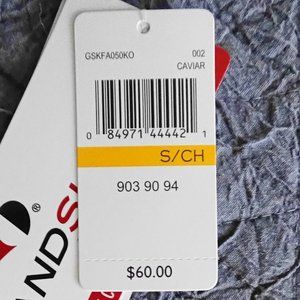 GSKFA050KO 002
CAVIAR
0 84971 44442 1
S/CH
903 90 94
$60.00
®